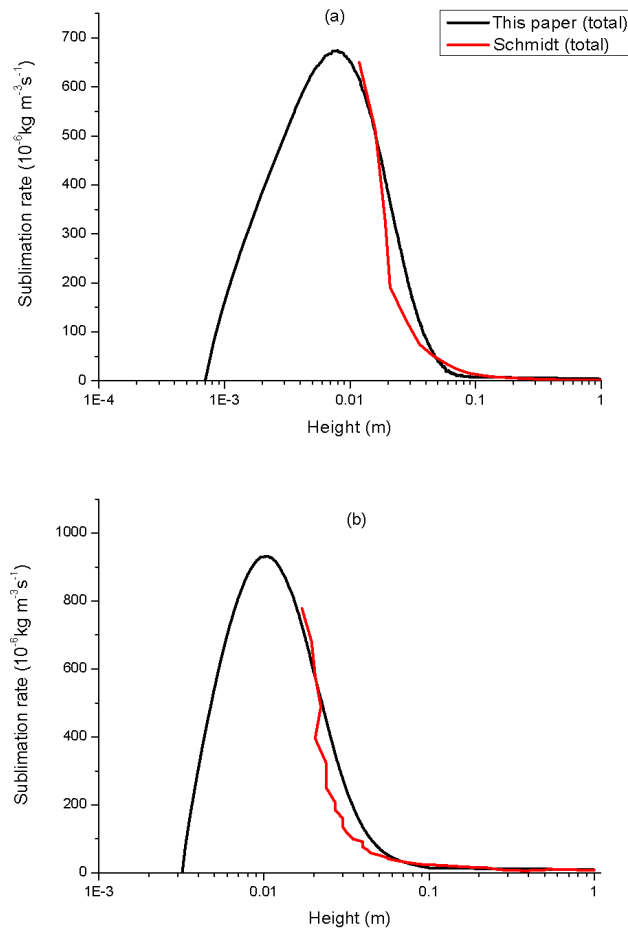 (a)
This paper (total)
Schmidt (total)
700
600
500
400
300
200
100
0
Sublimation rate (10⁻⁶kg m⁻³s⁻¹)
1E-4 1E-3 0.01 0.1 1
Height (m)
(b)
1000
800
600
400
200
0
Sublimation rate (10⁻⁶kg m⁻³s⁻¹)
1E-3 0.01 0.1 1
Height (m)